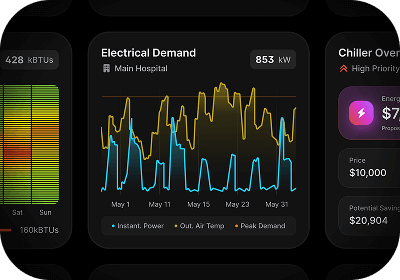 428 kBTUs
Sat Sun
160kBTUs
Electrical Demand
Main Hospital
853 kW
May 1 May 11 May 15 May 23 May 31
Instant. Power Out. Air Temp Peak Demand
Chiller Over
High Priority
Energ
$7,
Propos
Price
$10,000
Potential Saving
$20,904